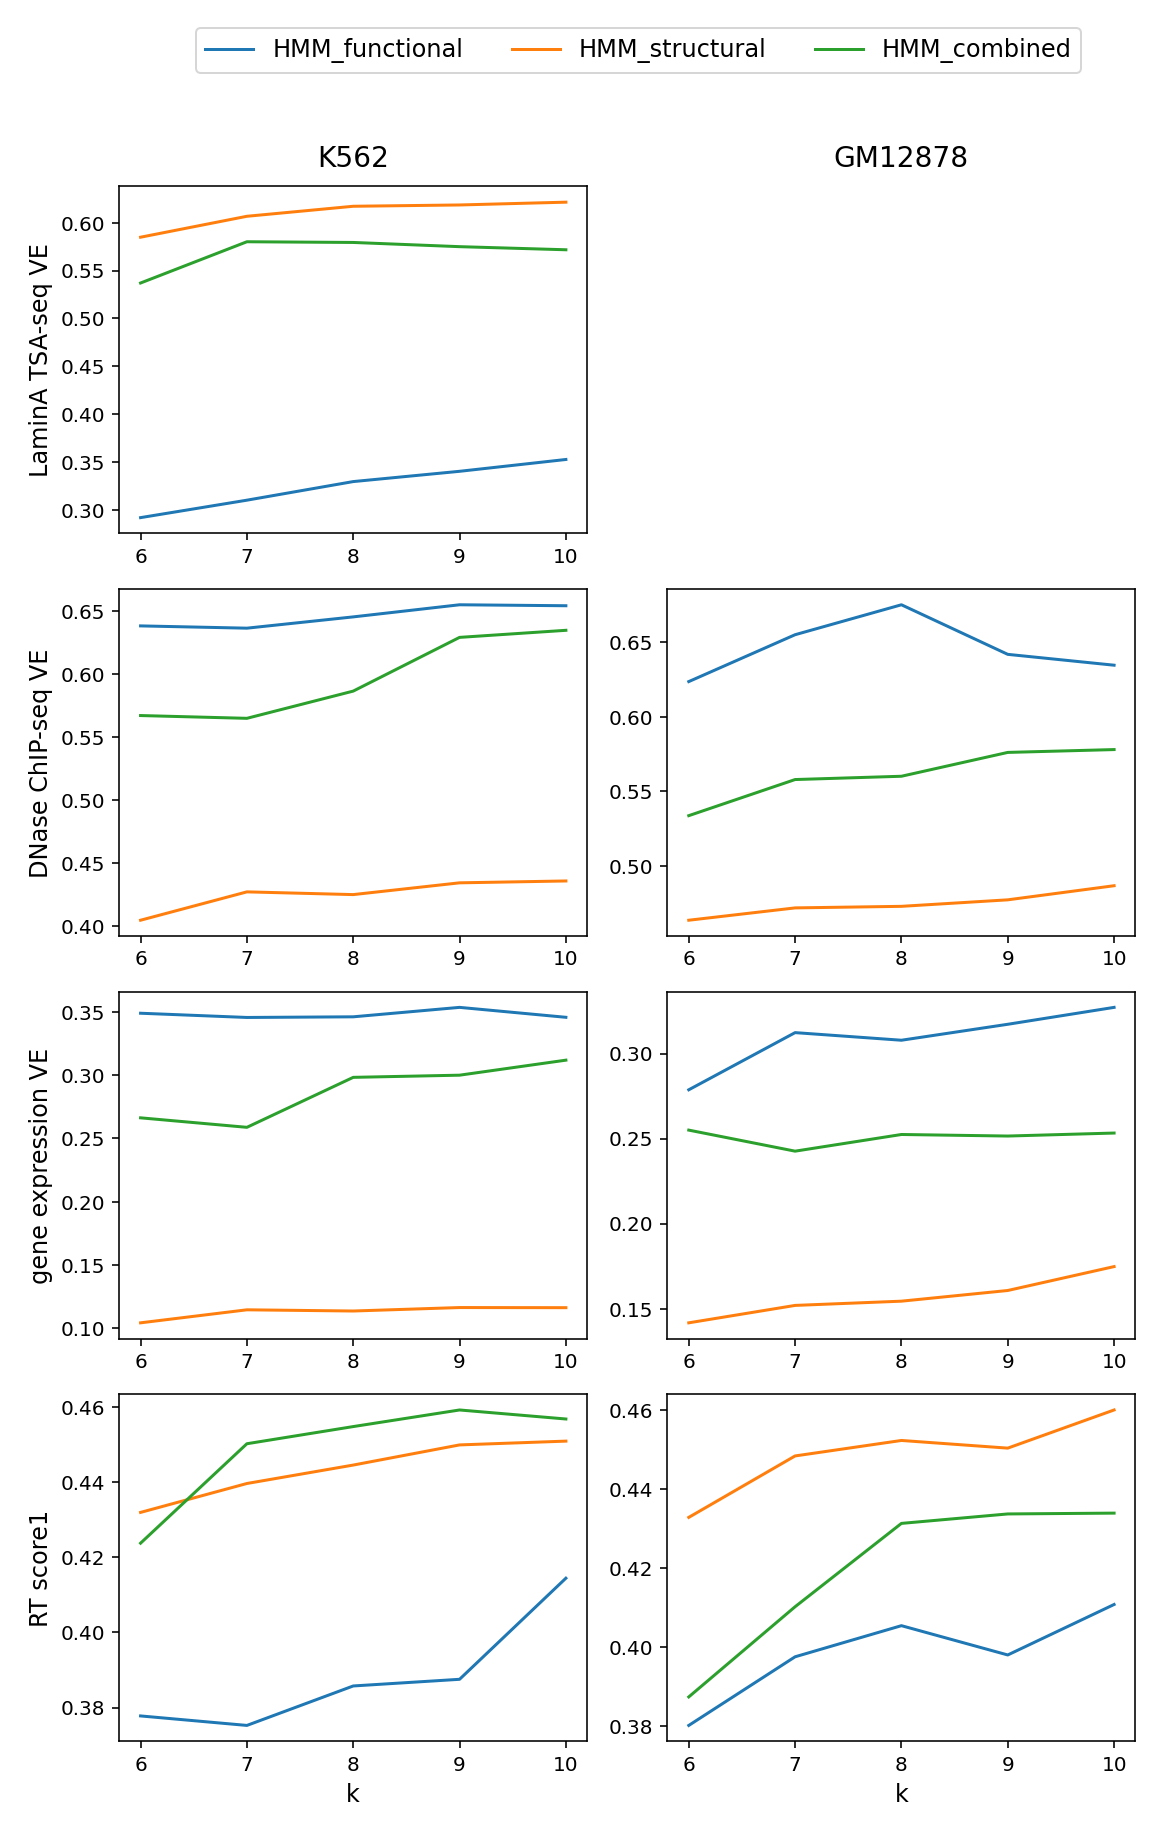 HMM_functional HMM_structural HMM_combined
K562 GM12878
LaminA TSA-seq VE
0.60
0.55
0.50
0.45
0.40
0.35
0.30
6 7 8 9 10
DNase ChIP-seq VE
0.65
0.60
0.55
0.50
0.45
0.40
6 7 8 9 10
0.65
0.60
0.55
0.50
6 7 8 9 10
gene expression VE
0.35
0.30
0.25
0.20
0.15
0.10
6 7 8 9 10
0.30
0.25
0.20
0.15
6 7 8 9 10
RT score1
0.46
0.44
0.42
0.40
0.38
6 7 8 9 10
k
0.46
0.44
0.42
0.40
0.38
6 7 8 9 10
k